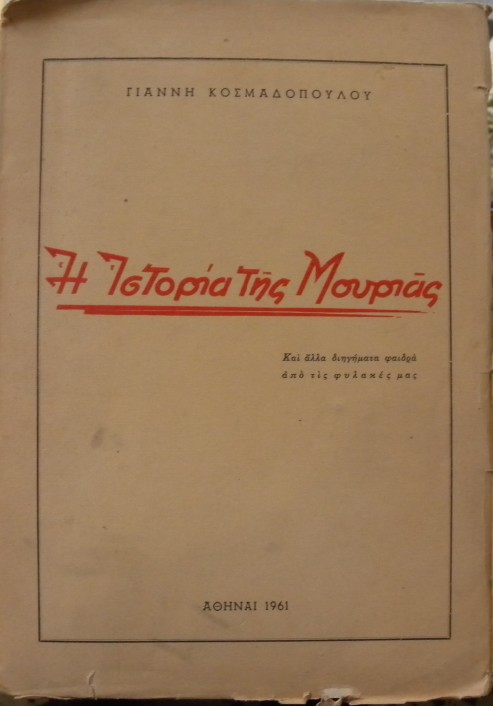 ΓΙΑΝΝΗ ΚΟΣΜΑΔΟΠΟΥΛΟΥ
Ἡ Ἱστορία τῆς Μουριᾶς
Καὶ ἄλλα διηγήματα φαιδρὰ
ἀπὸ τὶς φυλακές μας
ΑΘΗΝΑΙ 1961